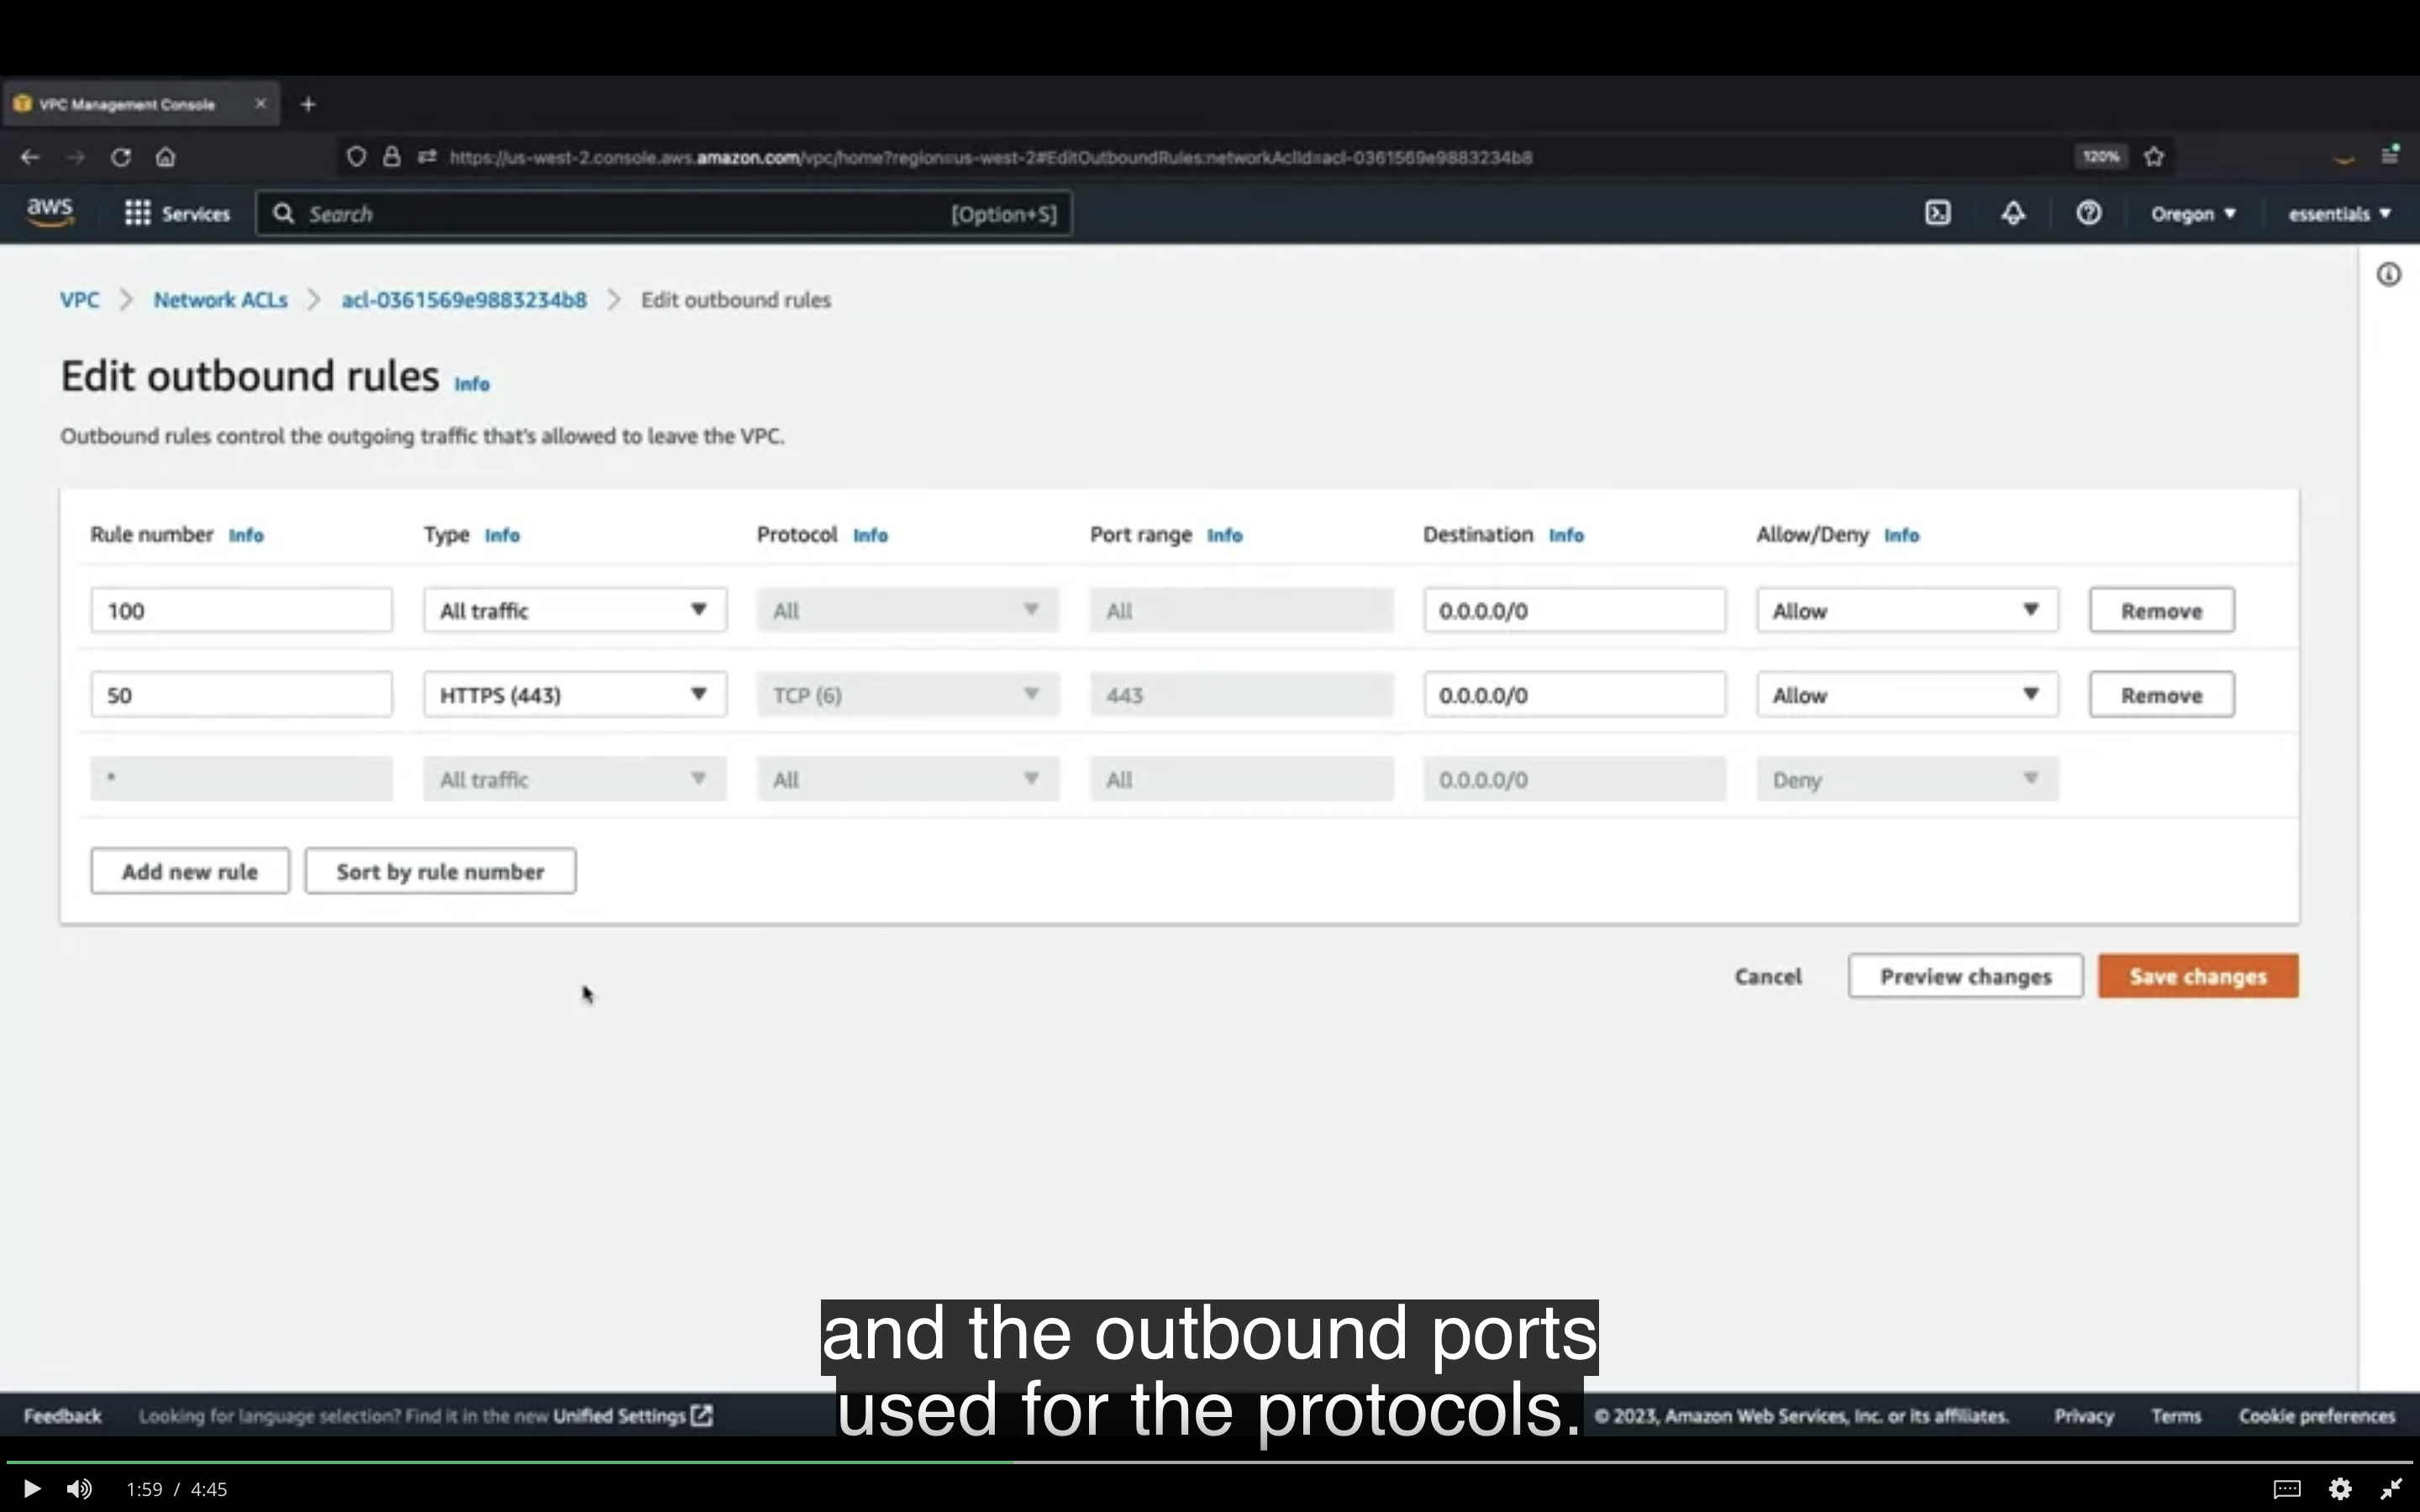 VPC Management Console
https://us-west-2.console.aws.amazon.com/vpc/home?region=us-west-2#EditOutboundRules:networkAclId=acl-0361569e9883234b8
120%
aws Services Search [Option+S] Oregon essentials
VPC > Network ACLs > acl-0361569e9883234b8 > Edit outbound rules
Edit outbound rules Info
Outbound rules control the outgoing traffic that's allowed to leave the VPC.
Rule number Info Type Info Protocol Info Port range Info Destination Info Allow/Deny Info
100 All traffic All All 0.0.0.0/0 Allow Remove
50 HTTPS (443) TCP (6) 443 0.0.0.0/0 Allow Remove
* All traffic All All 0.0.0.0/0 Deny
Add new rule Sort by rule number
Cancel Preview changes Save changes
and the outbound ports
used for the protocols.
Feedback Looking for language selection? Find it in the new Unified Settings © 2023, Amazon Web Services, Inc. or its affiliates. Privacy Terms Cookie preferences
1:59 / 4:45